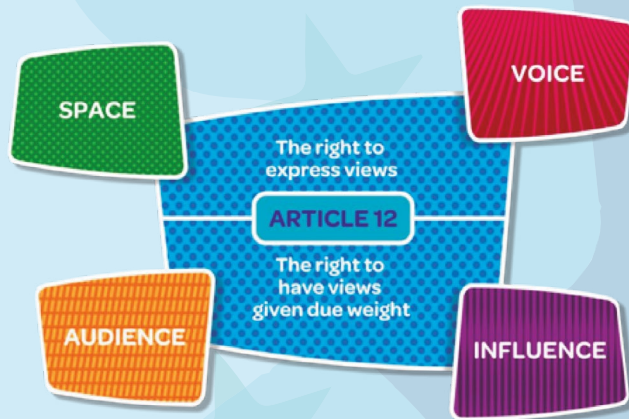 SPACE
VOICE
The right to
express views
ARTICLE 12
The right to
have views
given due weight
AUDIENCE
INFLUENCE